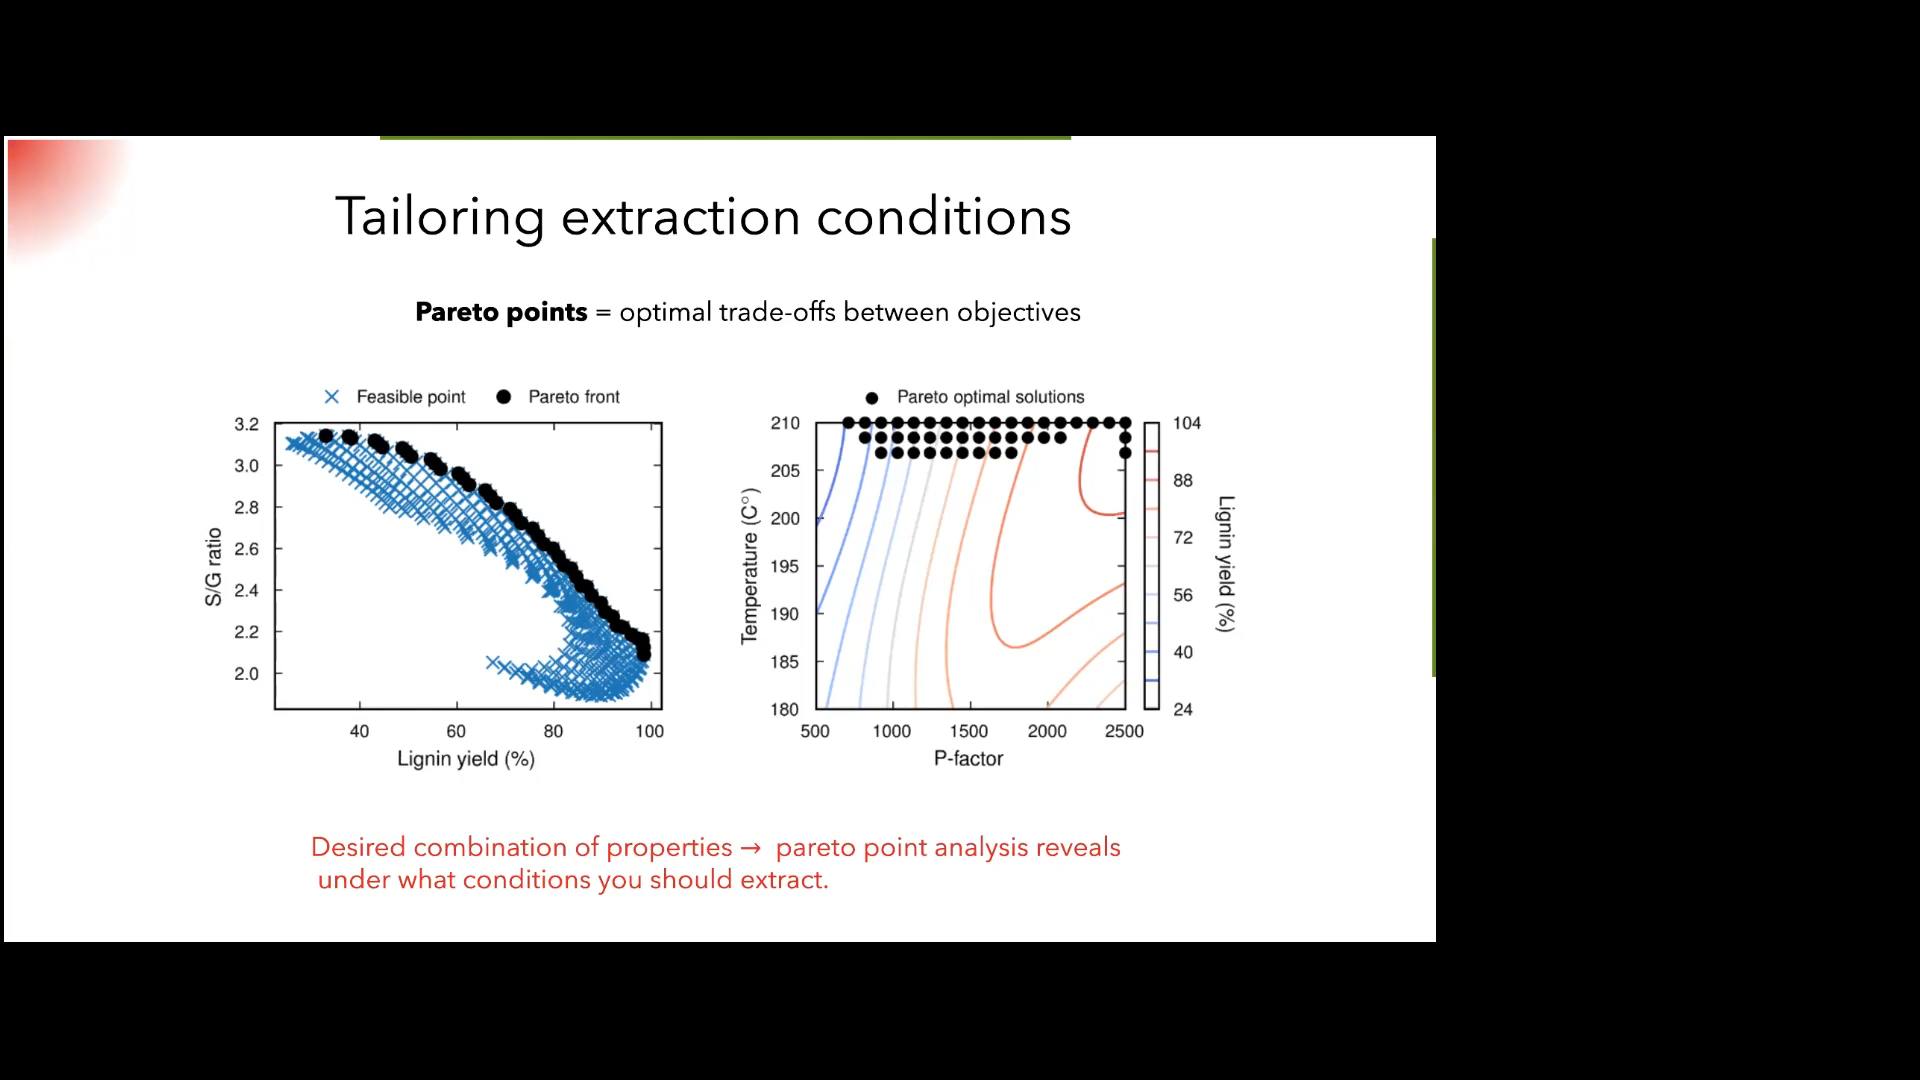 Tailoring extraction conditions
Pareto points = optimal trade-offs between objectives
Feasible point
Pareto front
3.2
3.0
2.8
2.6
2.4
2.2
2.0
S/G ratio
40
60
80
100
Lignin yield (%)
Pareto optimal solutions
210
205
200
195
190
185
180
Temperature (C°)
500
1000
1500
2000
2500
P-factor
104
88
72
56
40
24
Lignin yield (%)
Desired combination of properties → pareto point analysis reveals
under what conditions you should extract.